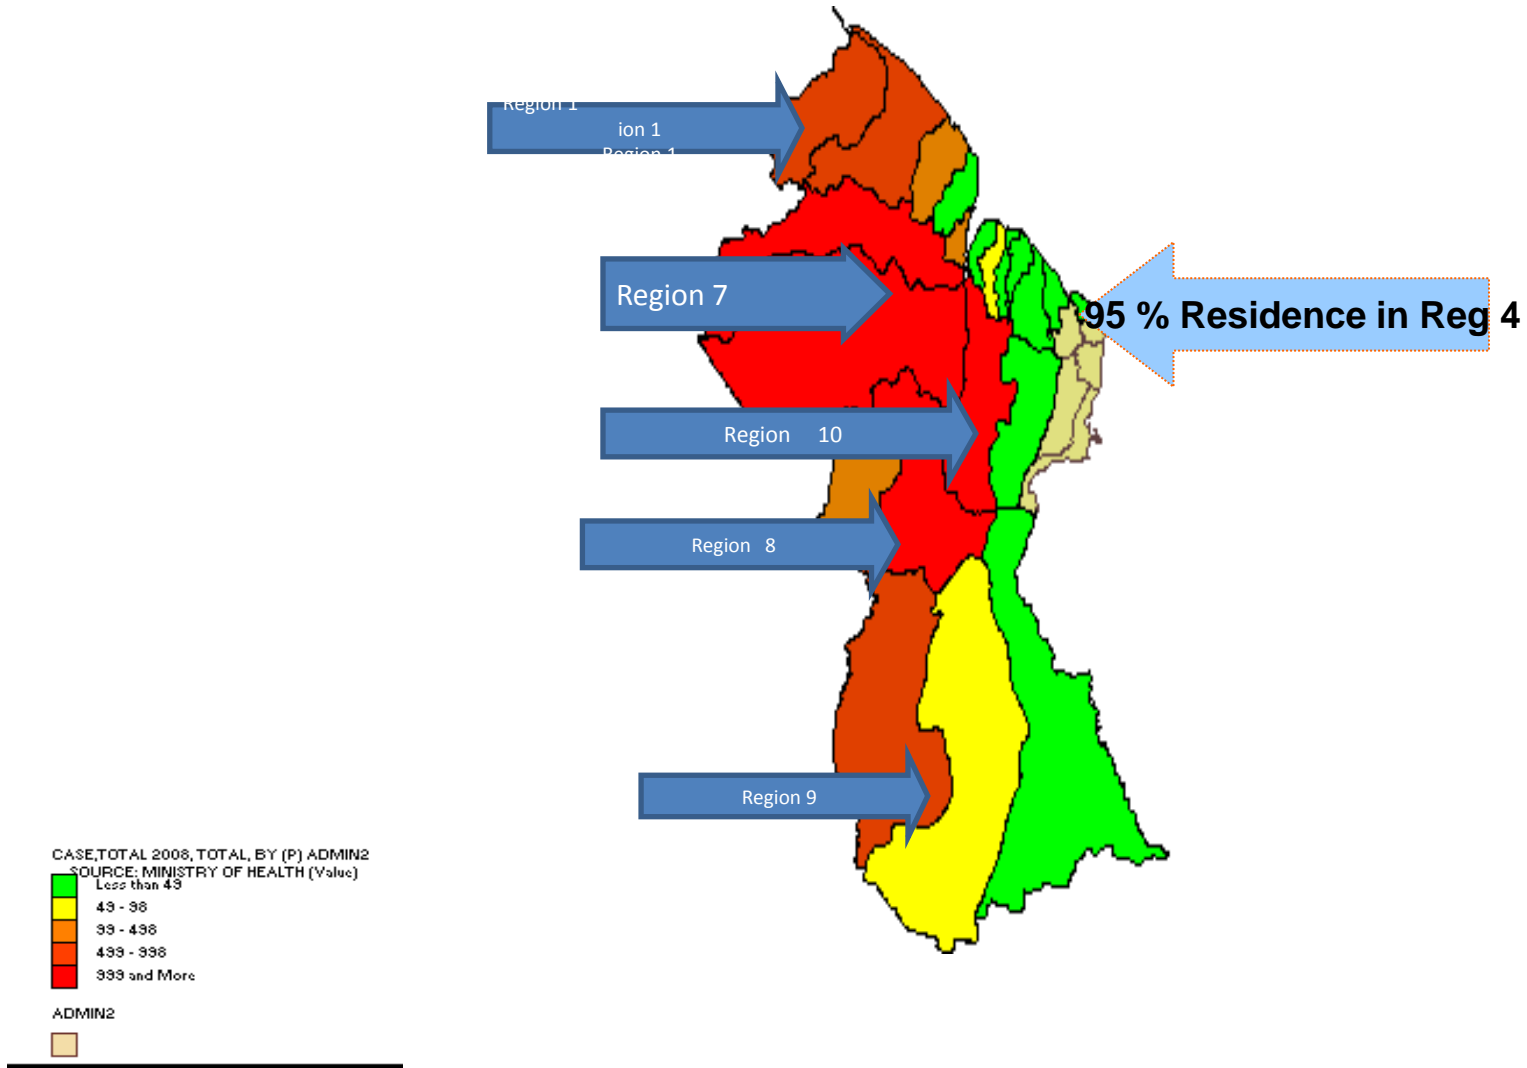 Region 1
ion 1
Region 1
Region 7
95 % Residence in Reg 4
Region 10
Region 8
Region 9
CASE,TOTAL 2008, TOTAL, BY (P) ADMIN2
SOURCE: MINISTRY OF HEALTH (Value)
Less than 49
49 - 98
99 - 498
499 - 998
999 and More
ADMIN2